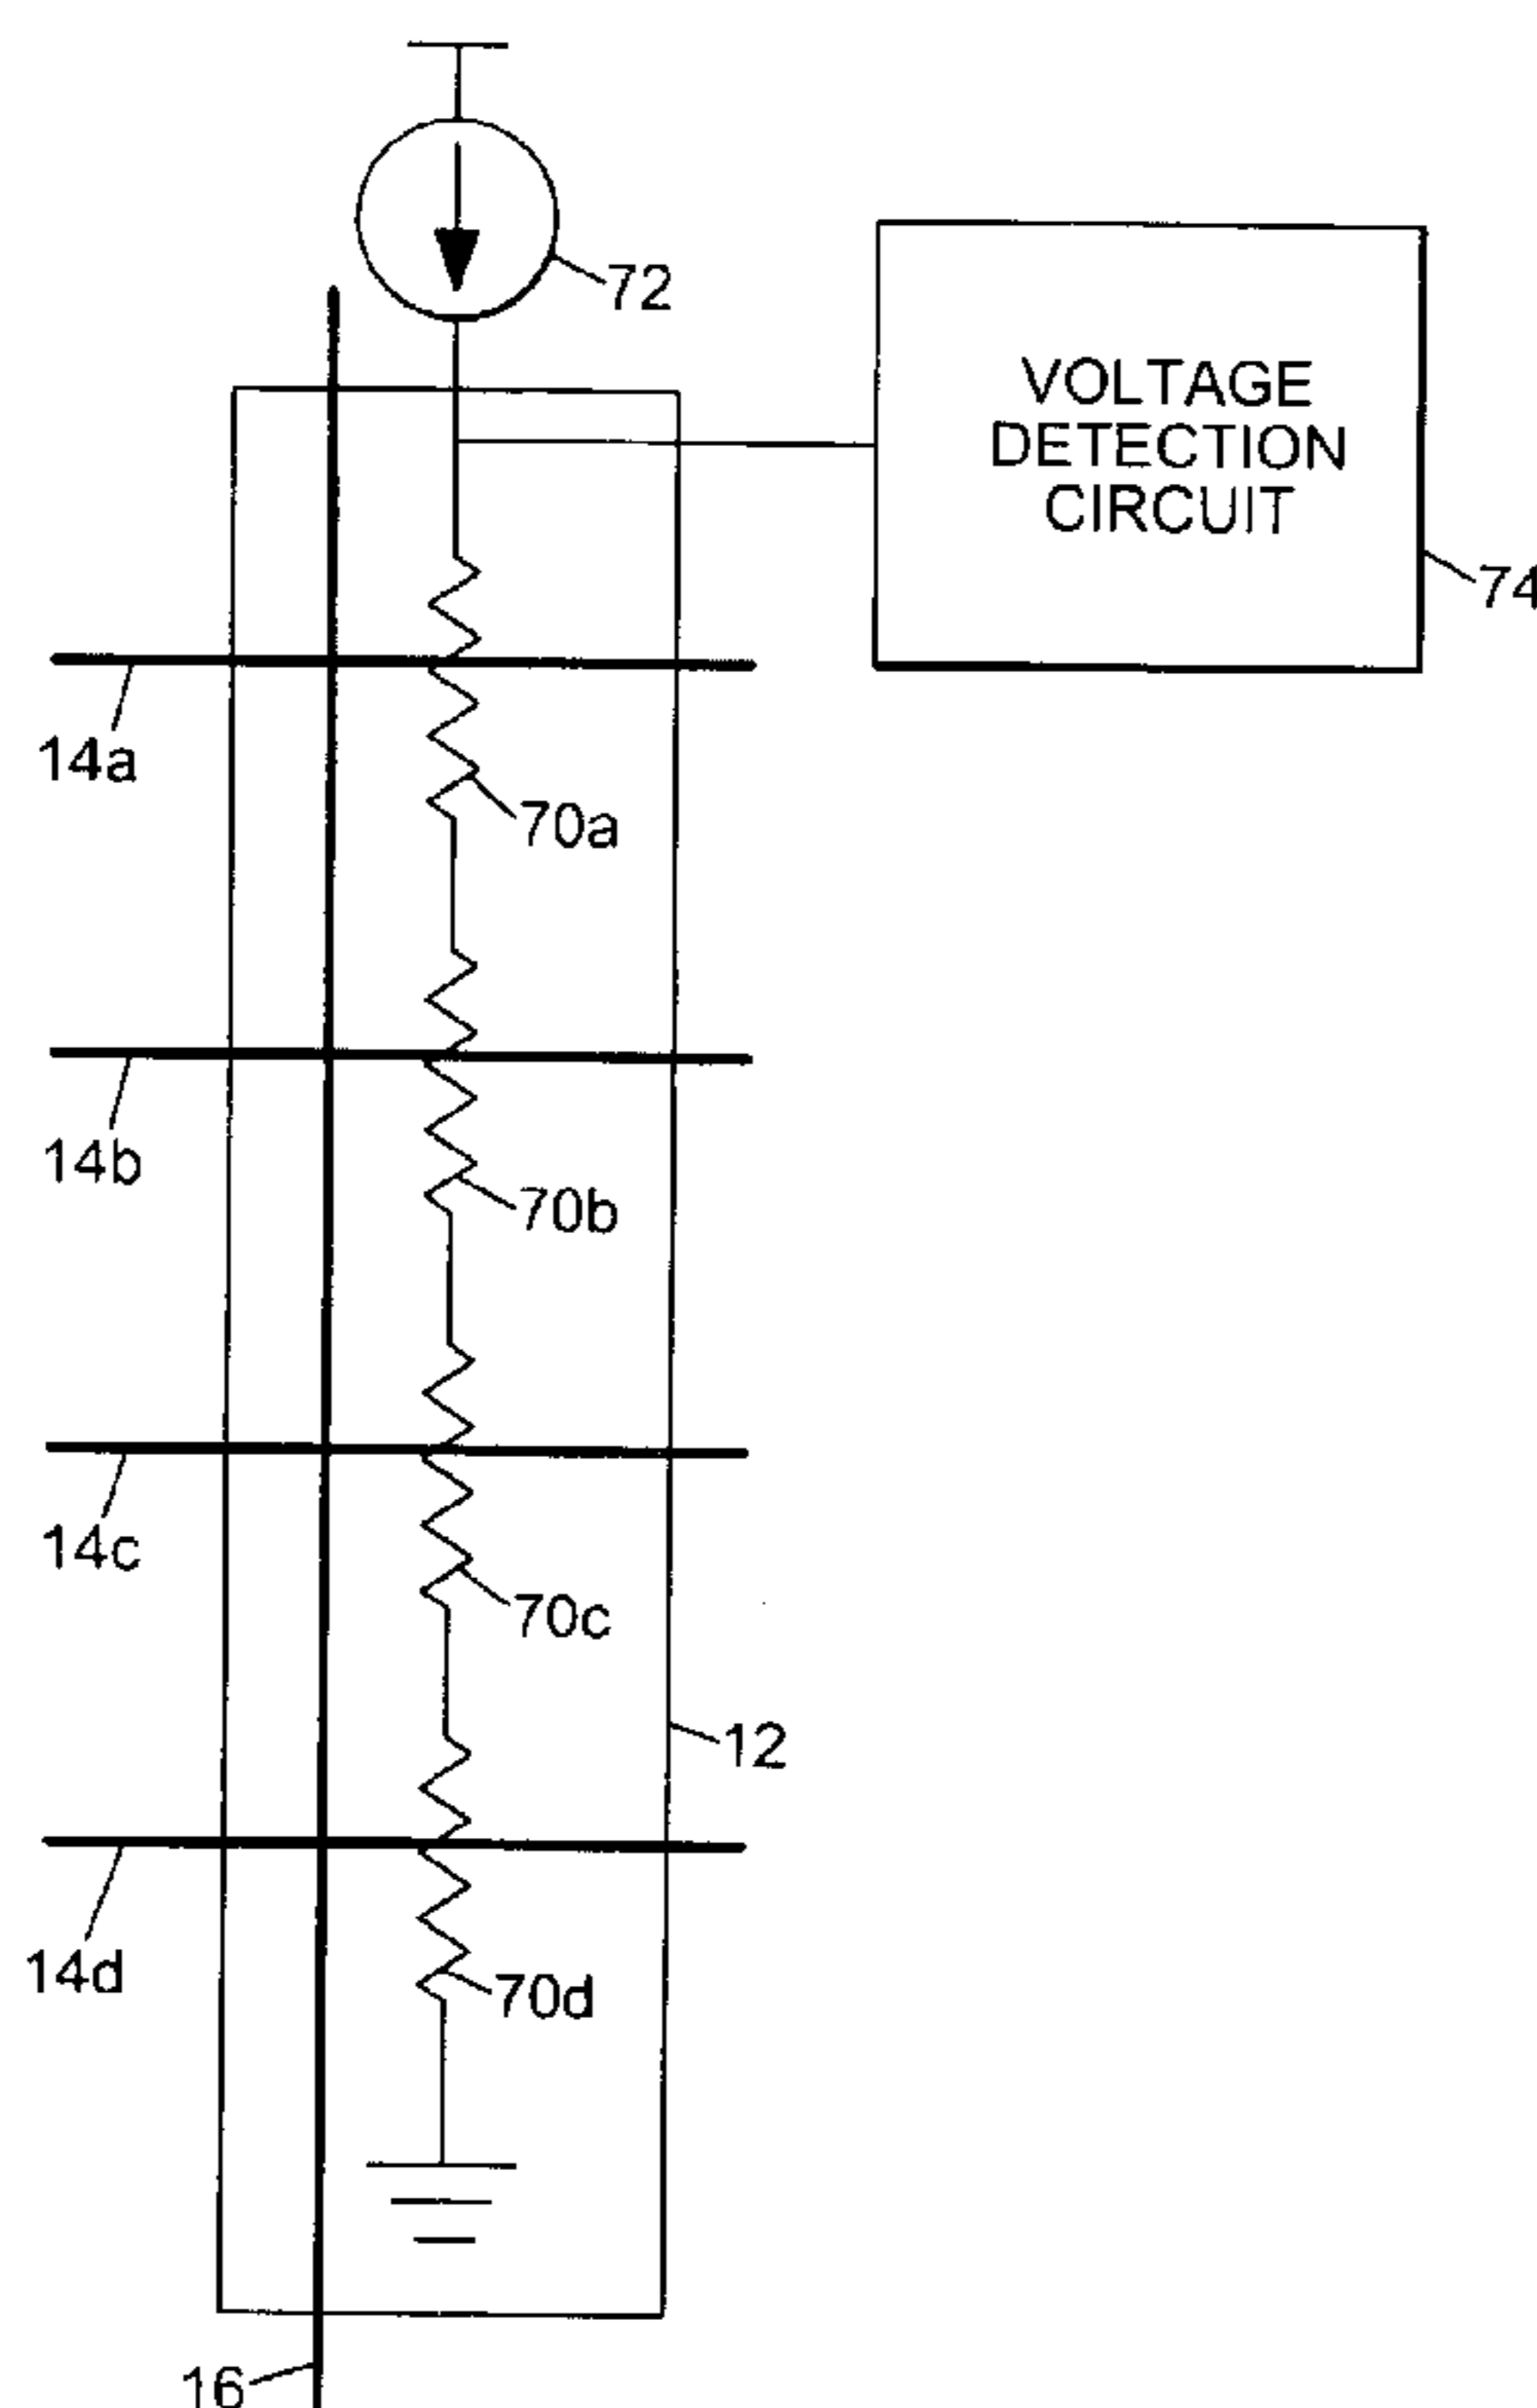 72
VOLTAGE
DETECTION
CIRCUIT
74
14a
70a
14b
70b
14c
70c
12
14d
70d
16